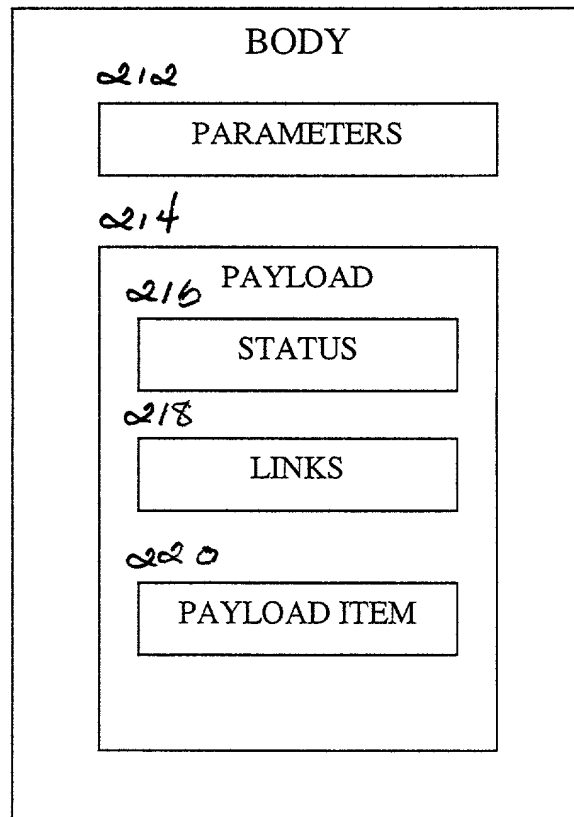 BODY
212
PARAMETERS
214
PAYLOAD
216
STATUS
218
LINKS
220
PAYLOAD ITEM